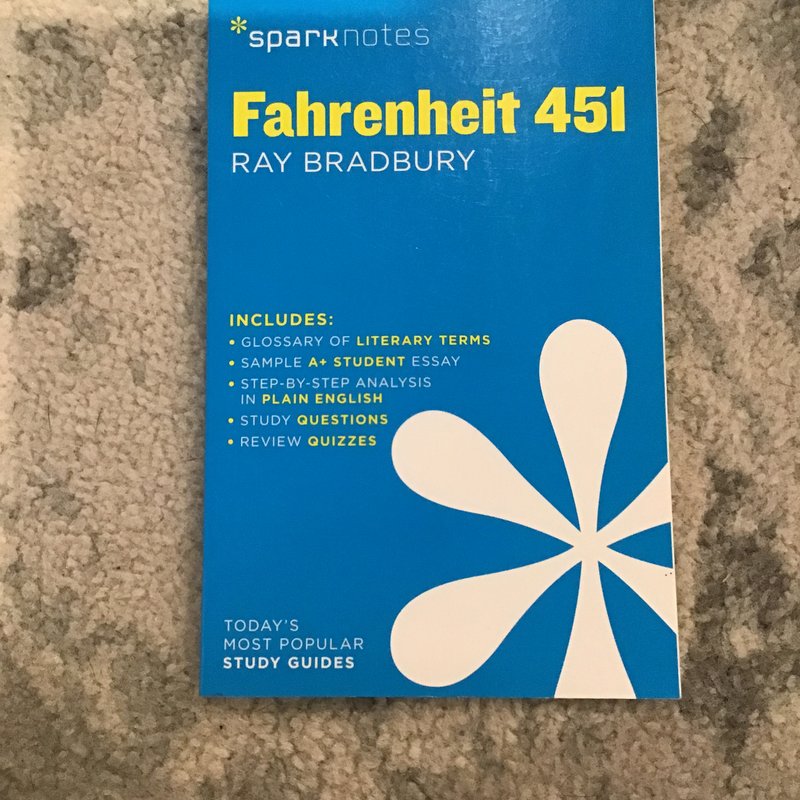 *sparknotes
Fahrenheit 451
RAY BRADBURY
INCLUDES:
• GLOSSARY OF LITERARY TERMS
• SAMPLE A+ STUDENT ESSAY
• STEP-BY-STEP ANALYSIS
IN PLAIN ENGLISH
• STUDY QUESTIONS
• REVIEW QUIZZES
TODAY'S
MOST POPULAR
STUDY GUIDES